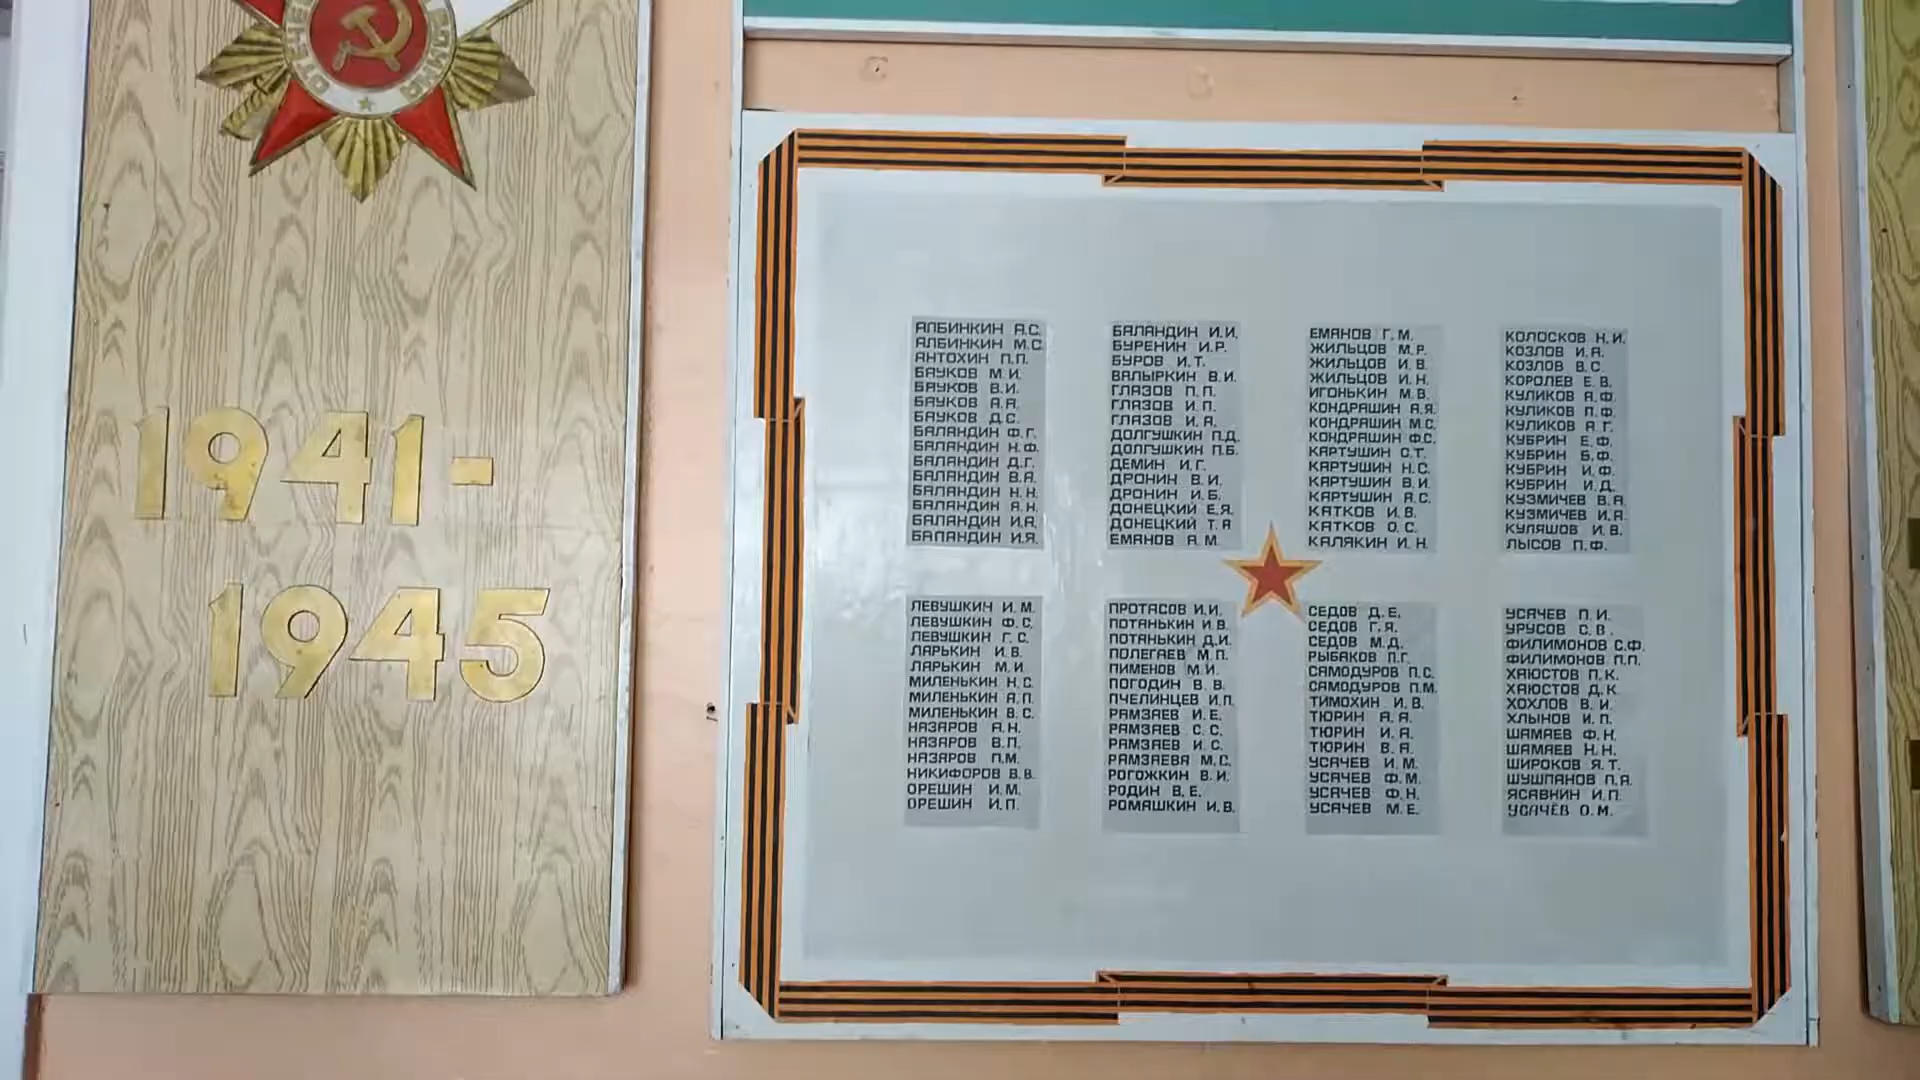 1941-
1945
АЛБИНКИН А.С.
АЛБИНКИН М.С.
АНТОХИН П.П.
БАУКОВ М.И.
БАУКОВ В.И.
БАУКОВ А.А.
БАУКОВ Д.С.
БАЛАНДИН Ф.Г.
БАЛАНДИН Н.Ф.
БАЛАНДИН Д.Г.
БАЛАНДИН В.А.
БАЛАНДИН Н.Н.
БАЛАНДИН А.Н.
БАЛАНДИН И.А.
БАЛАНДИН И.Я.
БАЛАНДИН И.И.
БУРЕНИН И.Р.
БУРОВ И.Т.
ВАЛЫРКИН В.И.
ГЛАЗОВ П.П.
ГЛАЗОВ И.П.
ГЛАЗОВ И.А.
ДОЛГУШКИН П.Д.
ДОЛГУШКИН П.Б.
ДЕМИН И.Г.
ДРОНИН В.И.
ДРОНИН И.Б.
ДОНЕЦКИЙ Е.Я.
ДОНЕЦКИЙ Т.А
ЕМАНОВ А.М.
ЕМАНОВ Г.М.
ЖИЛЬЦОВ М.Р.
ЖИЛЬЦОВ И.В.
ЖИЛЬЦОВ И.Н.
ИГОНЬКИН М.В.
КОНДРАШИН А.Я.
КОНДРАШИН М.С.
КОНДРАШИН Ф.С.
КАРТУШИН С.Т.
КАРТУШИН Н.С.
КАРТУШИН В.И.
КАРТУШИН А.С.
КАТКОВ И.В.
КАТКОВ О.С.
КАЛЯКИН И.Н.
КОЛОСКОВ Н.И.
КОЗЛОВ И.А.
КОЗЛОВ В.С.
КОРОЛЕВ Е.В.
КУЛИКОВ А.Ф.
КУЛИКОВ П.Ф.
КУЛИКОВ А.Г.
КУБРИН Е.Ф.
КУБРИН Б.Ф.
КУБРИН И.Ф.
КУБРИН И.Д.
КУЗМИЧЕВ В.А.
КУЗМИЧЕВ И.А.
КУЛЯШОВ И.В.
ЛЫСОВ П.Ф.
ЛЕВУШКИН И.М.
ЛЕВУШКИН Ф.С.
ЛЕВУШКИН Г.С.
ЛАРЬКИН И.В.
ЛАРЬКИН М.И.
МИЛЕНЬКИН Н.С.
МИЛЕНЬКИН А.П.
МИЛЕНЬКИН В.С.
НАЗАРОВ А.Н.
НАЗАРОВ В.П.
НАЗАРОВ П.М.
НИКИФОРОВ В.В.
ОРЕШИН И.М.
ОРЕШИН И.П.
ПРОТАСОВ И.И.
ПОТАНЬКИН И.В.
ПОТАНЬКИН Д.И.
ПОЛЕГАЕВ М.П.
ПИМЕНОВ М.И.
ПОГОДИН В.В.
ПЧЕЛИНЦЕВ И.П.
РАМЗАЕВ И.Е.
РАМЗАЕВ С.С.
РАМЗАЕВ И.С.
РАМЗАЕВА М.С.
РОГОЖКИН В.И.
РОДИН В.Е.
РОМАШКИН И.В.
СЕДОВ Д.Е.
СЕДОВ Г.Я.
СЕДОВ М.Д.
РЫБАКОВ П.Г.
САМОДУРОВ П.С.
САМОДУРОВ П.М.
ТИМОХИН И.В.
ТЮРИН А.А.
ТЮРИН И.А.
ТЮРИН В.А.
УСАЧЕВ И.М.
УСАЧЕВ Ф.М.
УСАЧЕВ Ф.Н.
УСАЧЕВ М.Е.
УСАЧЕВ П.И.
УРУСОВ С.В.
ФИЛИМОНОВ С.Ф.
ФИЛИМОНОВ П.П.
ХАЮСТОВ П.К.
ХАЮСТОВ Д.К.
ХОХЛОВ В.И.
ХЛЫНОВ И.П.
ШАМАЕВ Ф.Н.
ШАМАЕВ Н.Н.
ШИРОКОВ Я.Т.
ШУШПАНОВ П.Я.
ЯСАВНИН И.П.
УСАЧЁВ О.М.